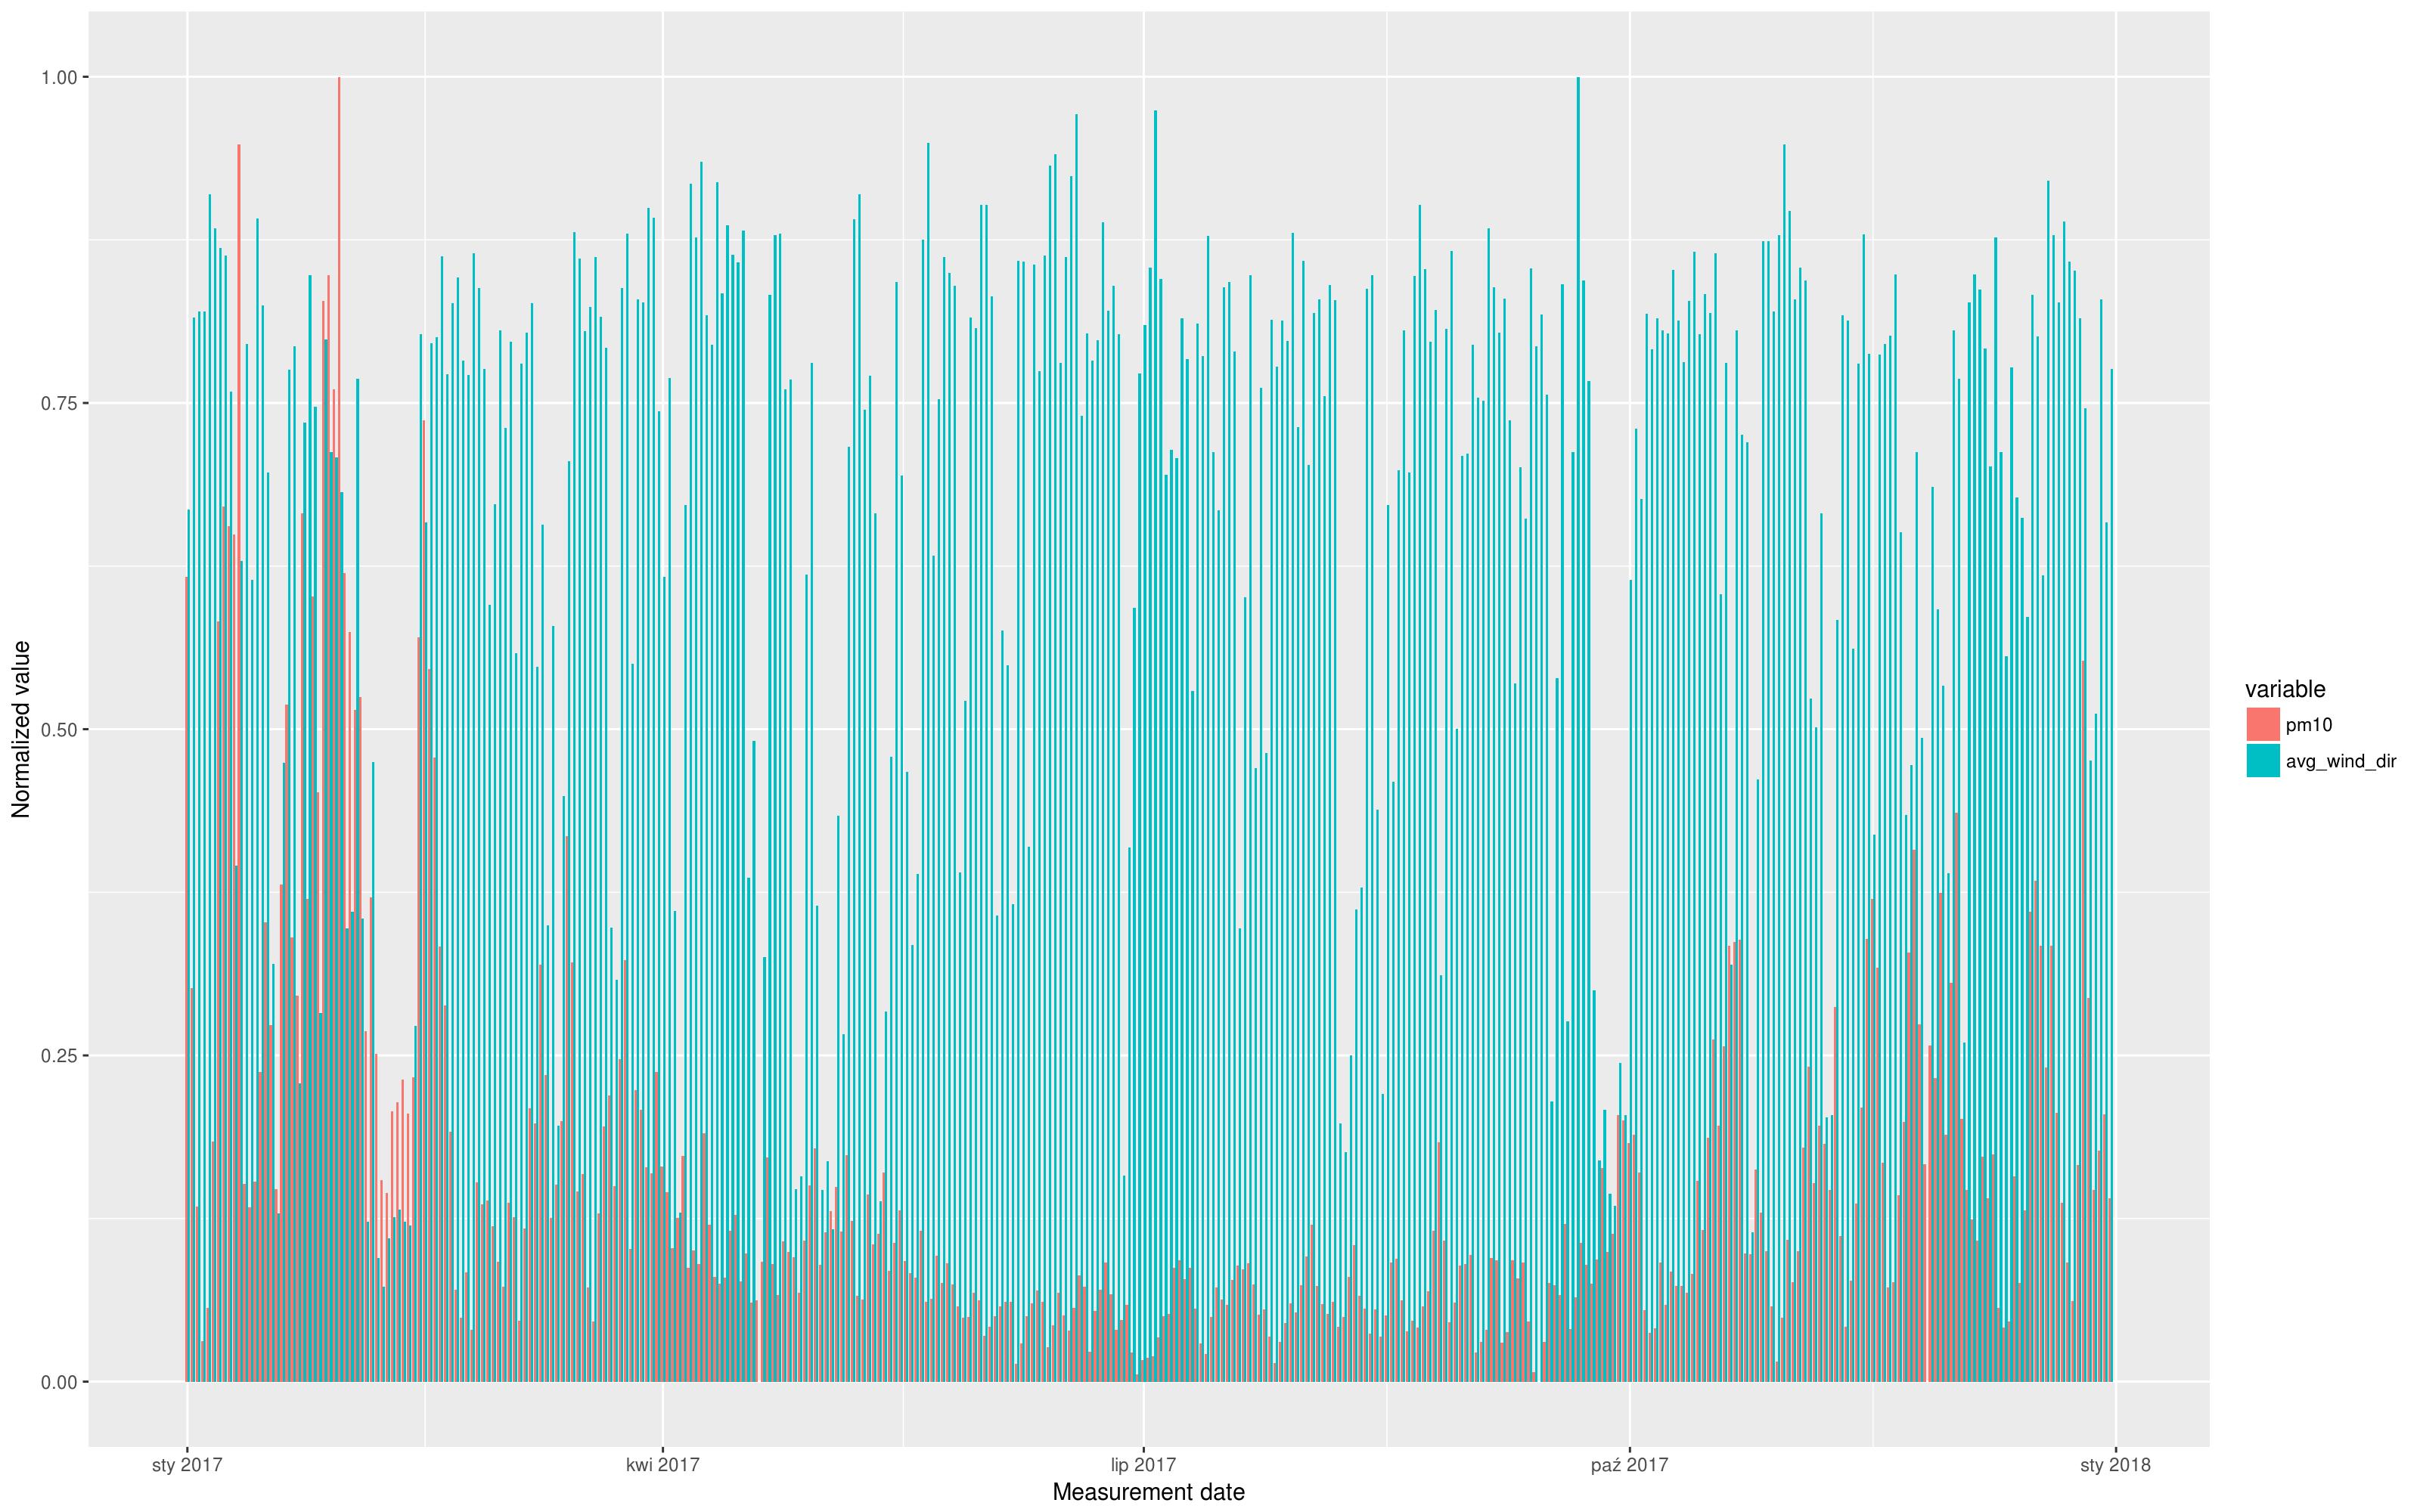 1.00
0.75
0.50
0.25
0.00
Normalized value
sty 2017
kwi 2017
lip 2017
paź 2017
sty 2018
Measurement date
variable
pm10
avg_wind_dir